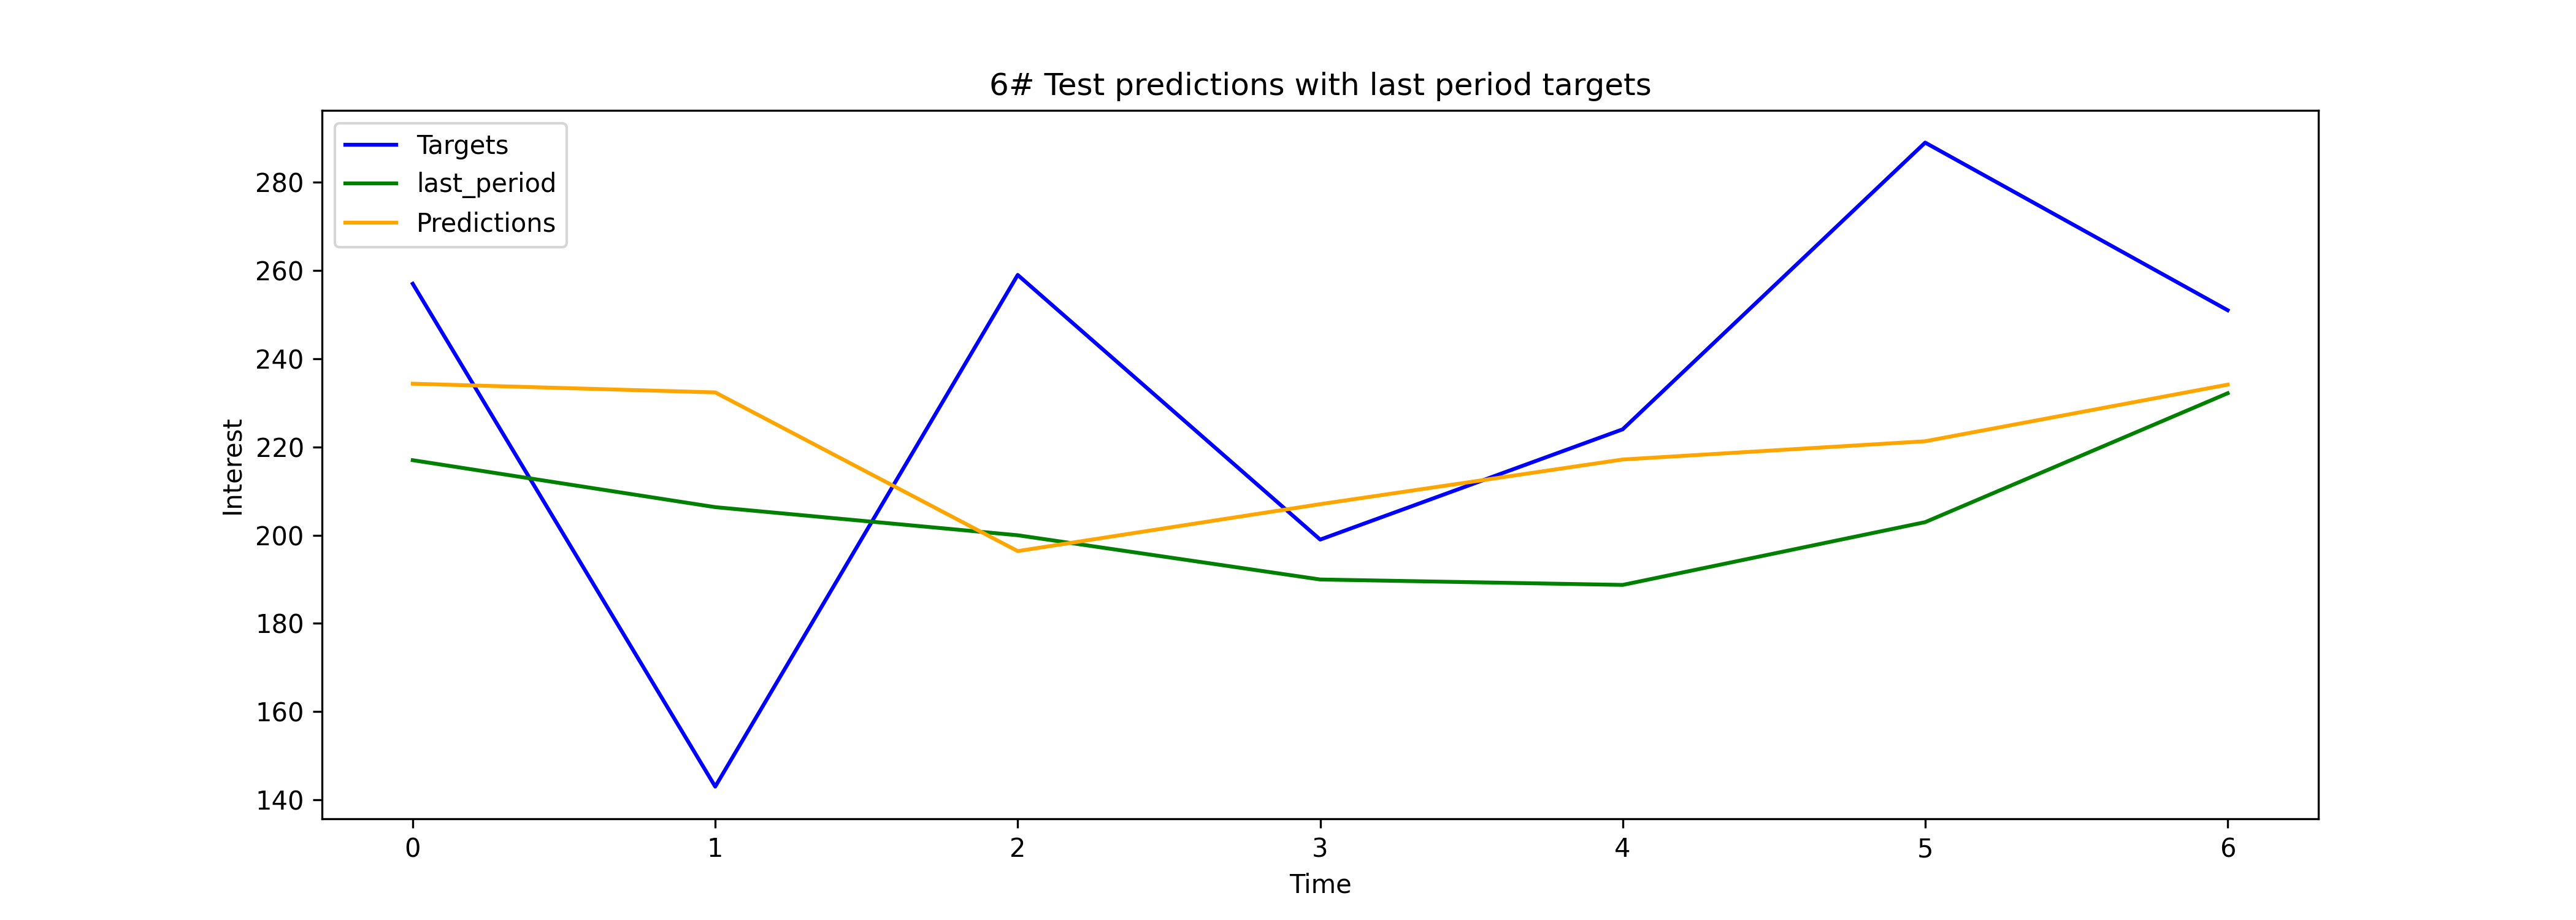 6# Test predictions with last period targets
Targets
last_period
Predictions
280
260
240
220
200
180
160
140
Interest
0 1 2 3 4 5 6
Time